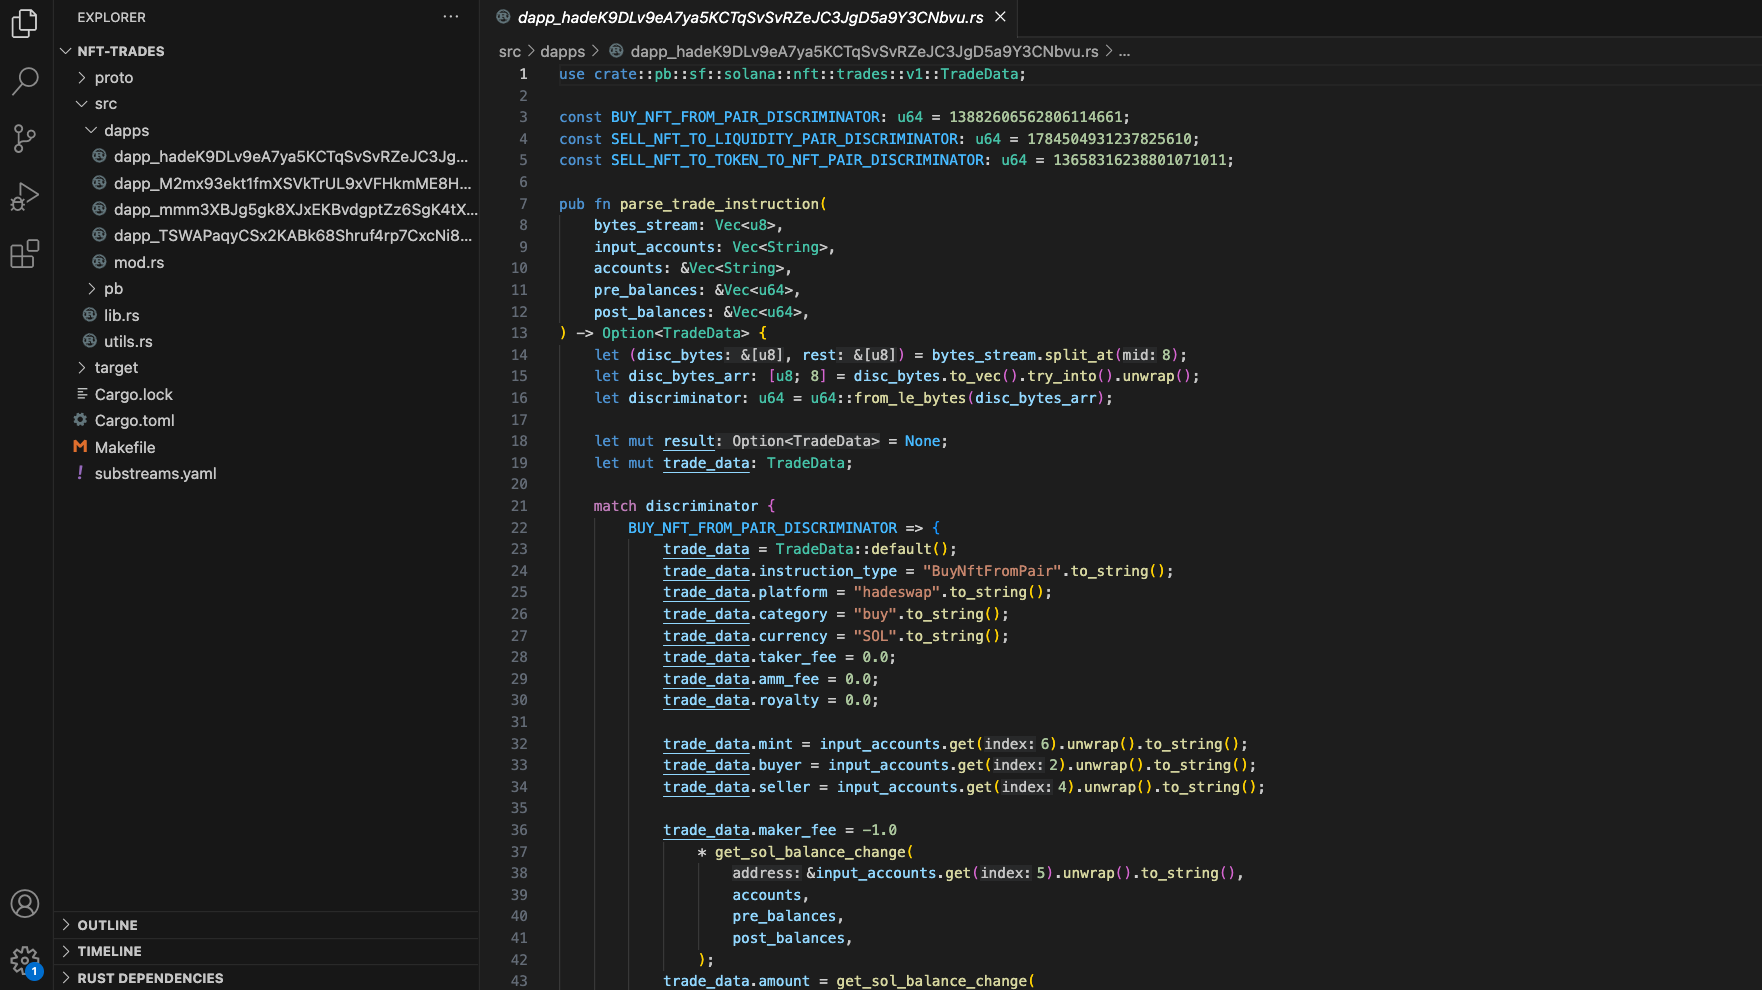 EXPLORER
NFT-TRADES
proto
src
dapps
dapp_hadeK9DLv9eA7ya5KCTqSvSvRZeJC3Jg...
dapp_M2mx93ekt1fmXSVkTrUL9xVFHkmME8H...
dapp_mmm3XBJg5gk8XJxEKBvdgptZz6SgK4tX...
dapp_TSWAPaqyCSx2KABk68Shruf4rp7CxcNi8...
mod.rs
pb
lib.rs
utils.rs
target
Cargo.lock
Cargo.toml
Makefile
substreams.yaml
OUTLINE
TIMELINE
RUST DEPENDENCIES
1
dapp_hadeK9DLv9eA7ya5KCTqSvSvRZeJC3JgD5a9Y3CNbvu.rs
src > dapps > dapp_hadeK9DLv9eA7ya5KCTqSvSvRZeJC3JgD5a9Y3CNbvu.rs > ...
1 use crate::pb::sf::solana::nft::trades::v1::TradeData;
2
3 const BUY_NFT_FROM_PAIR_DISCRIMINATOR: u64 = 13882606562806114661;
4 const SELL_NFT_TO_LIQUIDITY_PAIR_DISCRIMINATOR: u64 = 1784504931237825610;
5 const SELL_NFT_TO_TOKEN_TO_NFT_PAIR_DISCRIMINATOR: u64 = 13658316238801071011;
6
7 pub fn parse_trade_instruction(
8 bytes_stream: Vec<u8>,
9 input_accounts: Vec<String>,
10 accounts: &Vec<String>,
11 pre_balances: &Vec<u64>,
12 post_balances: &Vec<u64>,
13 ) -> Option<TradeData> {
14 let (disc_bytes: &[u8], rest: &[u8]) = bytes_stream.split_at(mid: 8);
15 let disc_bytes_arr: [u8; 8] = disc_bytes.to_vec().try_into().unwrap();
16 let discriminator: u64 = u64::from_le_bytes(disc_bytes_arr);
17
18 let mut result: Option<TradeData> = None;
19 let mut trade_data: TradeData;
20
21 match discriminator {
22 BUY_NFT_FROM_PAIR_DISCRIMINATOR => {
23 trade_data = TradeData::default();
24 trade_data.instruction_type = "BuyNftFromPair".to_string();
25 trade_data.platform = "hadeswap".to_string();
26 trade_data.category = "buy".to_string();
27 trade_data.currency = "SOL".to_string();
28 trade_data.taker_fee = 0.0;
29 trade_data.amm_fee = 0.0;
30 trade_data.royalty = 0.0;
31
32 trade_data.mint = input_accounts.get(index: 6).unwrap().to_string();
33 trade_data.buyer = input_accounts.get(index: 2).unwrap().to_string();
34 trade_data.seller = input_accounts.get(index: 4).unwrap().to_string();
35
36 trade_data.maker_fee = -1.0
37 * get_sol_balance_change(
38 address: &input_accounts.get(index: 5).unwrap().to_string(),
39 accounts,
40 pre_balances,
41 post_balances,
42 );
43 trade_data.amount = get_sol_balance_change(